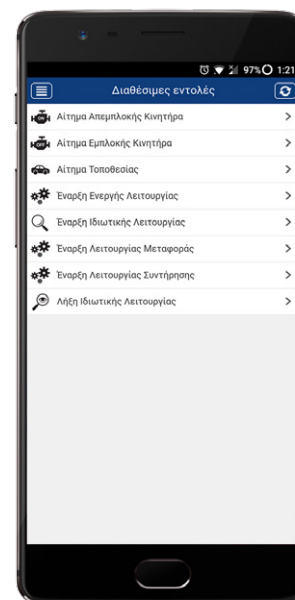 97% 1:21
Διαθέσιμες εντολές
Αίτημα Απεμπλοκής Κινητήρα
Αίτημα Εμπλοκής Κινητήρα
Αίτημα Τοποθεσίας
Έναρξη Ενεργής Λειτουργίας
Έναρξη Ιδιωτικής Λειτουργίας
Έναρξη Λειτουργίας Μεταφοράς
Έναρξη Λειτουργίας Συντήρησης
Λήξη Ιδιωτικής Λειτουργίας